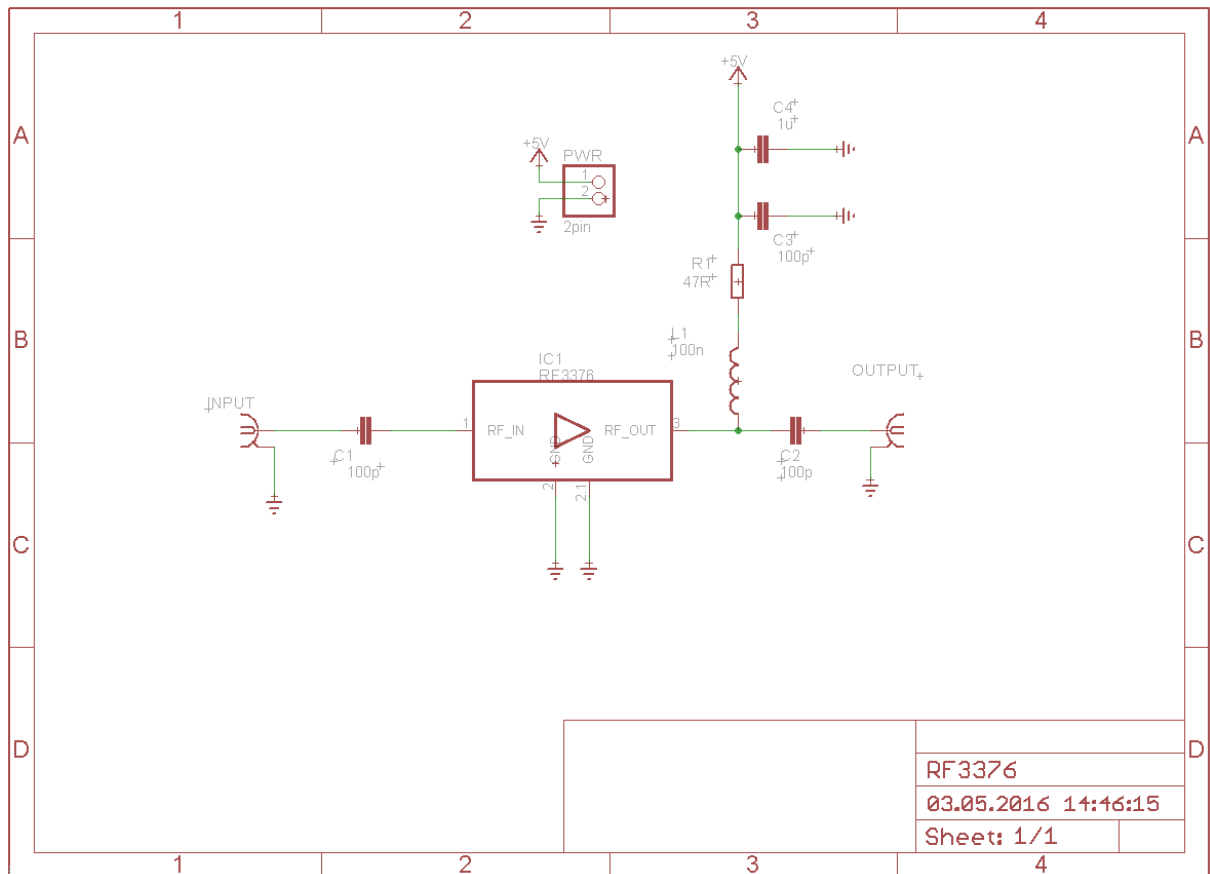 1 2 3 4
A
A
+5V
C4
1u
+5V
PWR
1
2
2pin
C3
100p
R1
47R
B
B
L1
100n
IC1
RF3376
OUTPUT
INPUT
1
RF_IN
RF_OUT
3
GND
GND
C1
100p
C2
100p
2
2.1
C
C
D
D
RF3376
03.05.2016 14:46:15
Sheet: 1/1
1 2 3 4